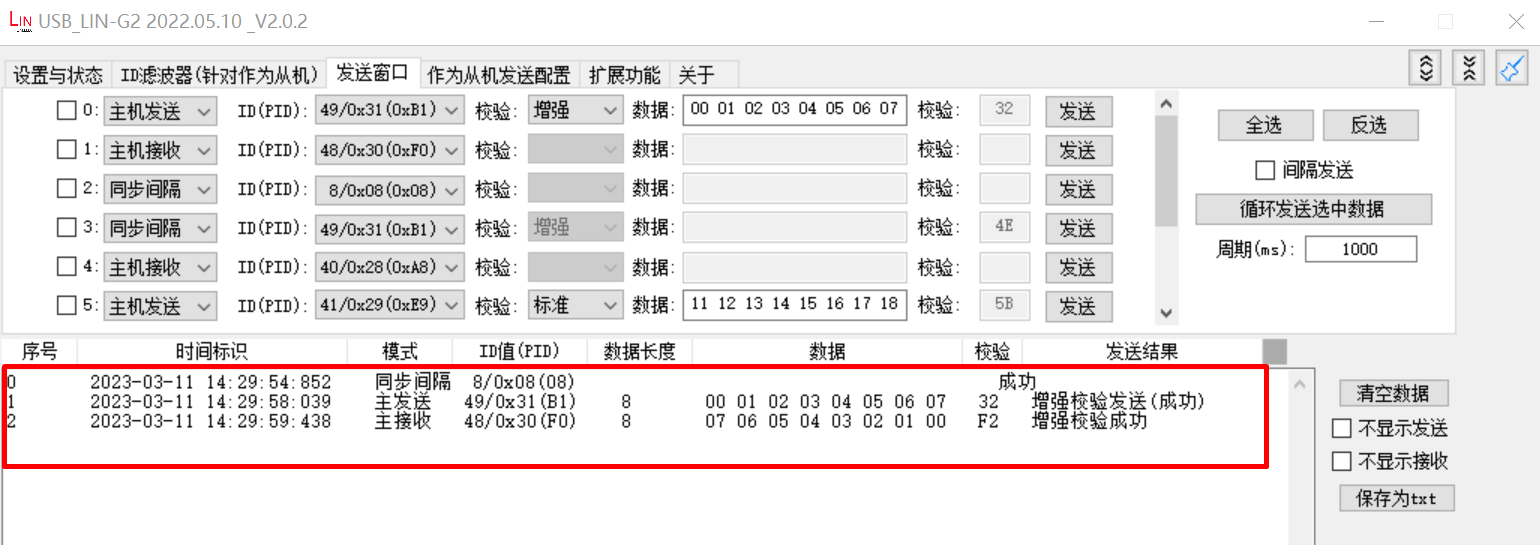 LIN USB_LIN-G2 2022.05.10 _V2.0.2
设置与状态 ID滤波器(针对作为从机) 发送窗口 作为从机发送配置 扩展功能 关于
0: 主机发送 ID(PID): 49/0x31(0xB1) 校验: 增强 数据: 00 01 02 03 04 05 06 07 校验: 32 发送
1: 主机接收 ID(PID): 48/0x30(0xF0) 校验: 数据: 校验: 发送
2: 同步间隔 ID(PID): 8/0x08(0x08) 校验: 数据: 校验: 发送
3: 同步间隔 ID(PID): 49/0x31(0xB1) 校验: 增强 数据: 校验: 4E 发送
4: 主机接收 ID(PID): 40/0x28(0xA8) 校验: 数据: 校验: 发送
5: 主机发送 ID(PID): 41/0x29(0xE9) 校验: 标准 数据: 11 12 13 14 15 16 17 18 校验: 5B 发送
全选 反选
间隔发送
循环发送选中数据
周期(ms): 1000
序号 时间标识 模式 ID值(PID) 数据长度 数据 校验 发送结果
0 2023-03-11 14:29:54:852 同步间隔 8/0x08(08) 成功
1 2023-03-11 14:29:58:039 主发送 49/0x31(B1) 8 00 01 02 03 04 05 06 07 32 增强校验发送(成功)
2 2023-03-11 14:29:59:438 主接收 48/0x30(F0) 8 07 06 05 04 03 02 01 00 F2 增强校验成功
清空数据
不显示发送
不显示接收
保存为txt